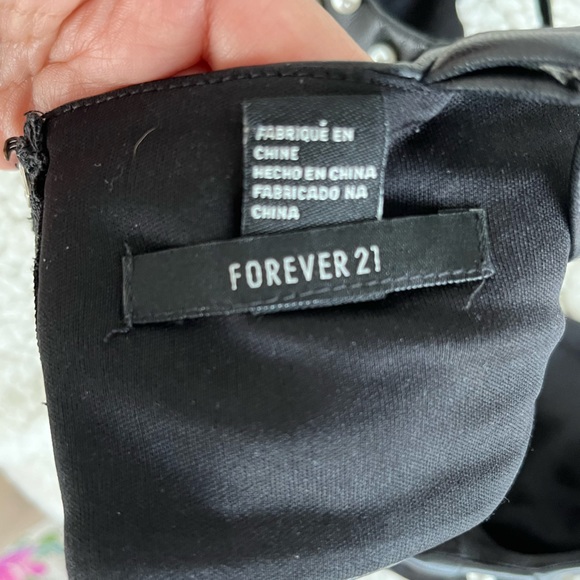 FABRIQUÉ EN
CHINE
HECHO EN CHINA
FABRICADO NA
CHINA
FOREVER 21